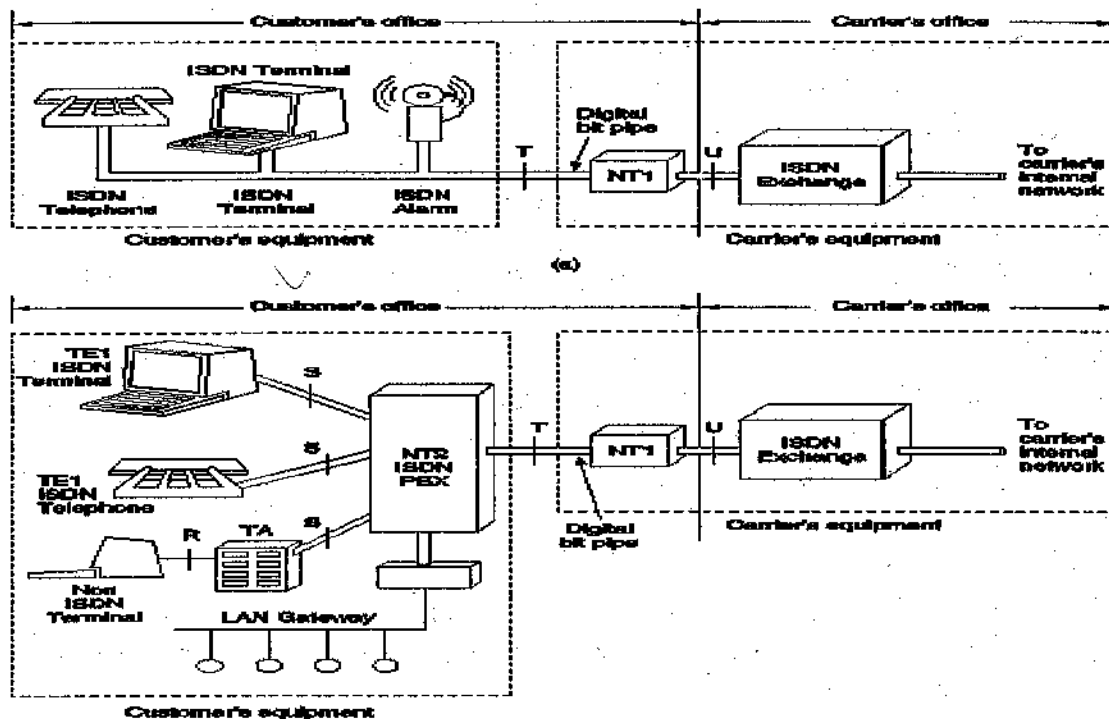 Customer's office
Carrier's office
ISDN Terminal
Digital
bit pipe
T
NT1
U
ISDN
Exchange
To
carrier's
internal
network
ISDN
Telephone
ISDN
Terminal
ISDN
Alarm
Customer's equipment
Carrier's equipment
(a)
Customer's office
Carrier's office
TE1
ISDN
Terminal
S
TE1
ISDN
Telephone
S
NT2
ISDN
PBX
T
NT1
U
ISDN
Exchange
To
carrier's
internal
network
Digital
bit pipe
Carrier's equipment
R
TA
S
Non
ISDN
Terminal
LAN Gateway
Customer's equipment